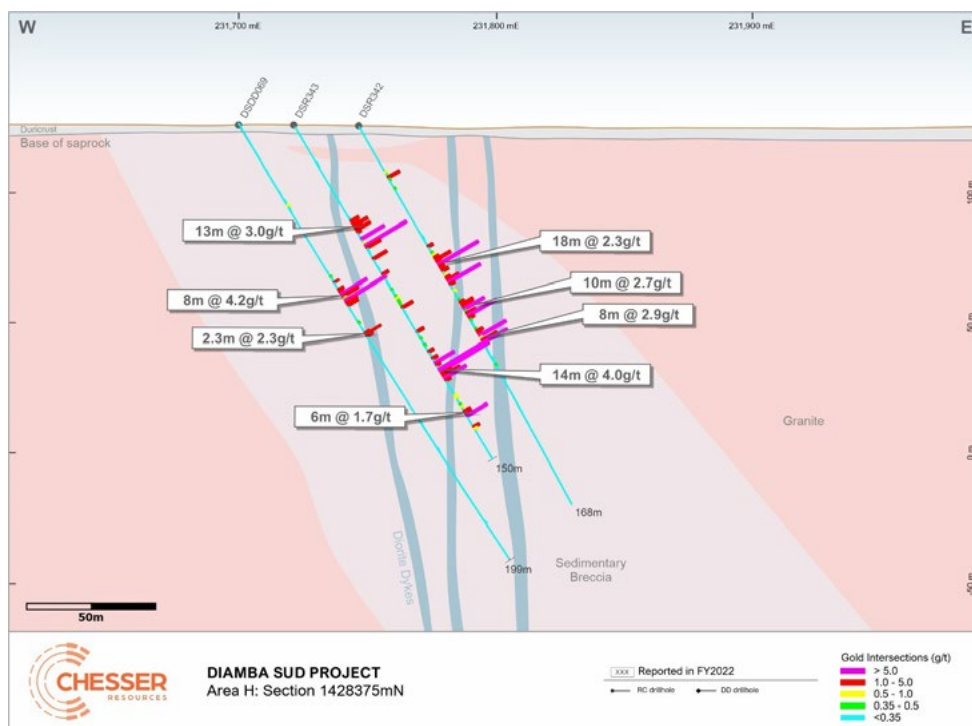 W
231,700 mE
231,800 mE
231,900 mE
E
DSDD069
DSR343
DSR342
Duricrust
Base of saprock
100m
13m @ 3.0g/t
18m @ 2.3g/t
8m @ 4.2g/t
10m @ 2.7g/t
8m @ 2.9g/t
50m
2.3m @ 2.3g/t
14m @ 4.0g/t
6m @ 1.7g/t
Granite
0m
150m
168m
199m
Diorite Dykes
Sedimentary
Breccia
-50m
50m
CHESSER
RESOURCES
DIAMBA SUD PROJECT
Area H: Section 1428375mN
xxx Reported in FY2022
RC drillhole
DD drillhole
Gold Intersections (g/t)
> 5.0
1.0 - 5.0
0.5 - 1.0
0.35 - 0.5
<0.35